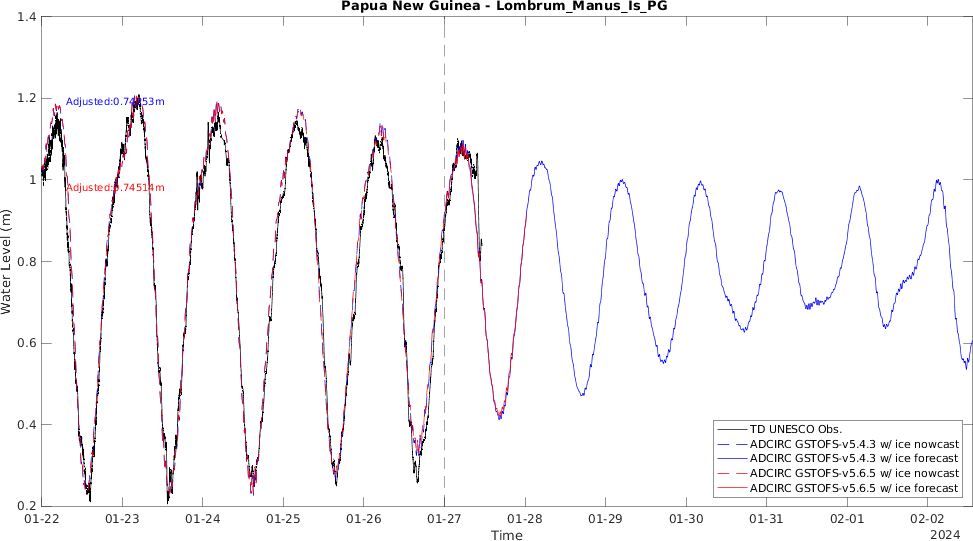 Papua New Guinea - Lombrum_Manus_Is_PG
Water Level (m)
1.4
1.2
1
0.8
0.6
0.4
0.2
Adjusted:0.74514m
TD UNESCO Obs.
ADCIRC GSTOFS-v5.4.3 w/ ice nowcast
ADCIRC GSTOFS-v5.4.3 w/ ice forecast
ADCIRC GSTOFS-v5.6.5 w/ ice nowcast
ADCIRC GSTOFS-v5.6.5 w/ ice forecast
01-22 01-23 01-24 01-25 01-26 01-27 01-28 01-29 01-30 01-31 02-01 02-02
2024
Time